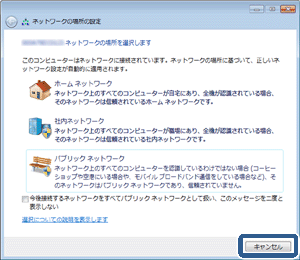 ネットワークの場所の設定
ネットワークの場所を選択します
このコンピューターはネットワークに接続されています。ネットワークの場所に基づいて、正しいネ
ットワーク設定が自動的に適用されます。
ホーム ネットワーク
ネットワーク上のすべてのコンピューターが自宅にあり、全機が認識されている場合、
そのネットワークは信頼されているホーム ネットワークです。
社内ネットワーク
ネットワーク上のすべてのコンピューターが職場にあり、全機が認識されている場合、
そのネットワークは信頼されている社内ネットワークです。
パブリック ネットワーク
ネットワーク上のすべてのコンピューターを認識しているわけではない場合 (コーヒー
ショップや空港にいる場合や、モバイル ブロードバンド通信をしている場合など)、そ
のネットワークはパブリック ネットワークであり、信頼されていません。
今後接続するネットワークをすべてパブリック ネットワークとして扱い、このメッセージを二度と
表示しない
選択についての説明を表示します
キャンセル